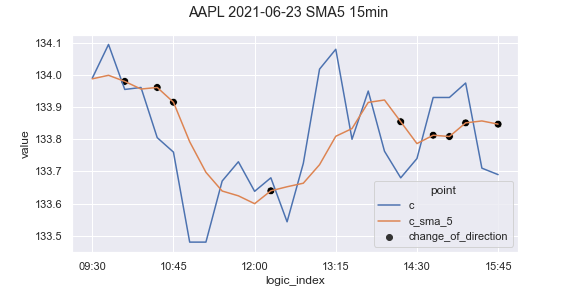 AAPL 2021-06-23 SMA5 15min
134.1
134.0
133.9
133.8
133.7
133.6
133.5
value
09:30 10:45 12:00 13:15 14:30 15:45
logic_index
point
c
c_sma_5
change_of_direction